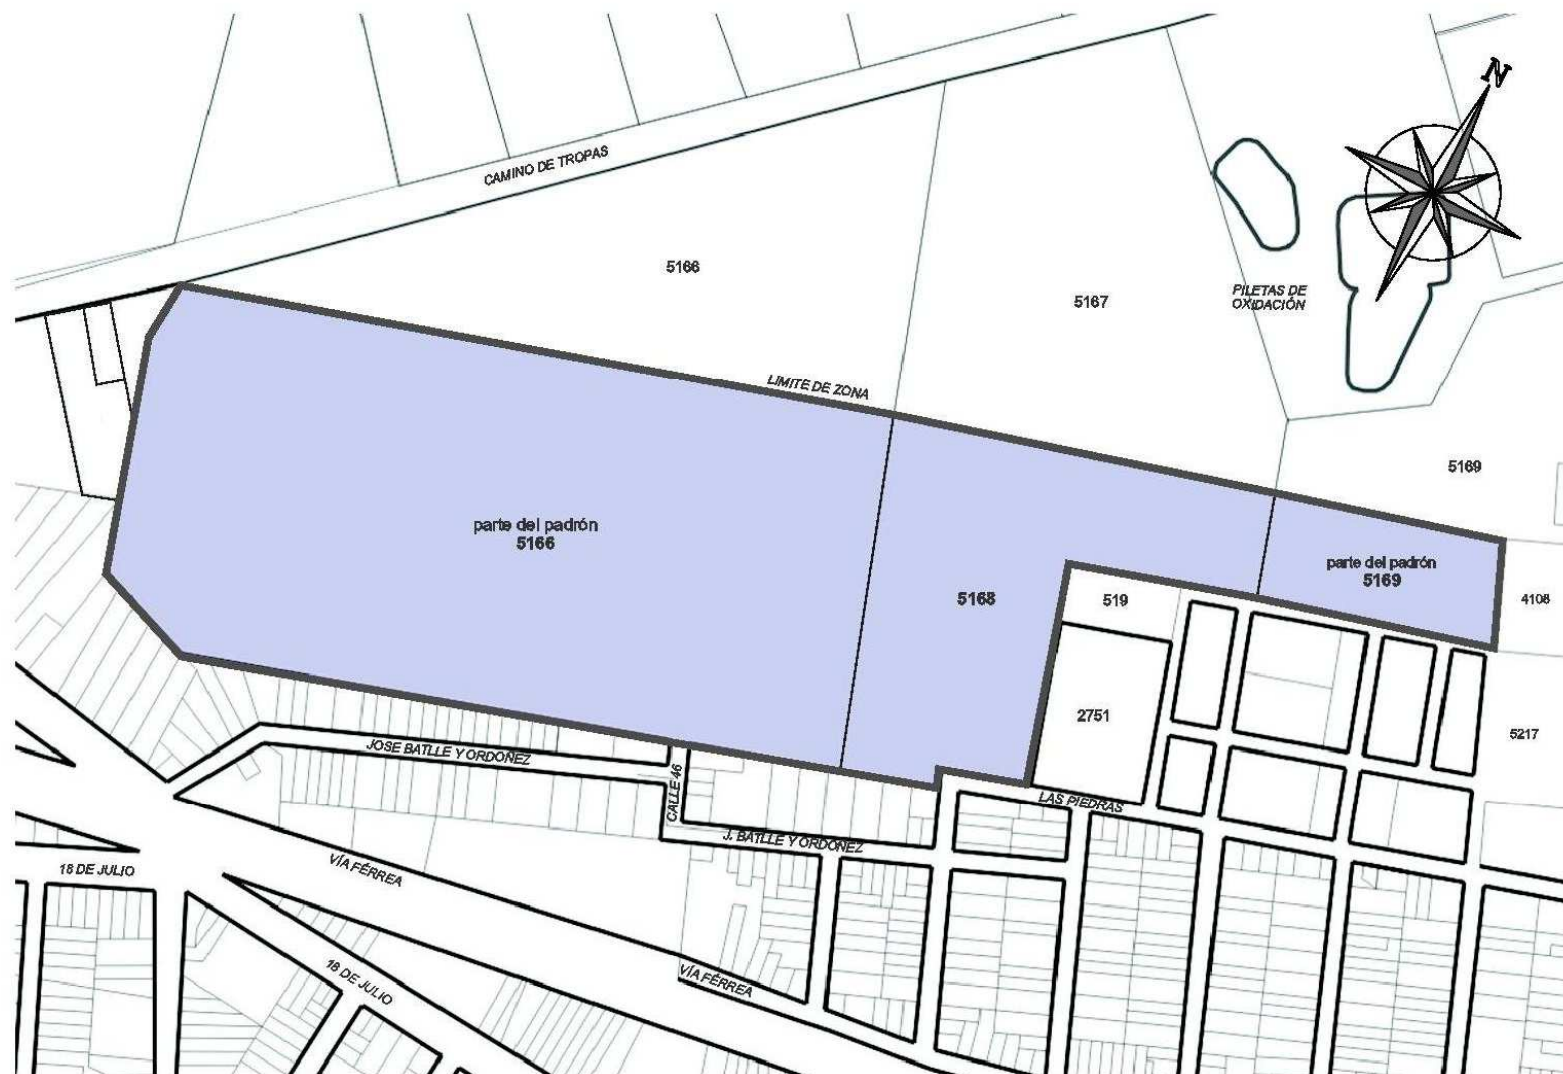 N
CAMINO DE TROPAS
5166
5167
PILETAS DE
OXIDACIÓN
LIMITE DE ZONA
5169
parte del padrón
5166
parte del padrón
5169
5168
519
4108
2751
5217
JOSE BATLLE Y ORDOÑEZ
CALLE 46
LAS PIEDRAS
J. BATLLE Y ORDOÑEZ
VÍA FÉRREA
18 DE JULIO
18 DE JULIO
VÍA FÉRREA